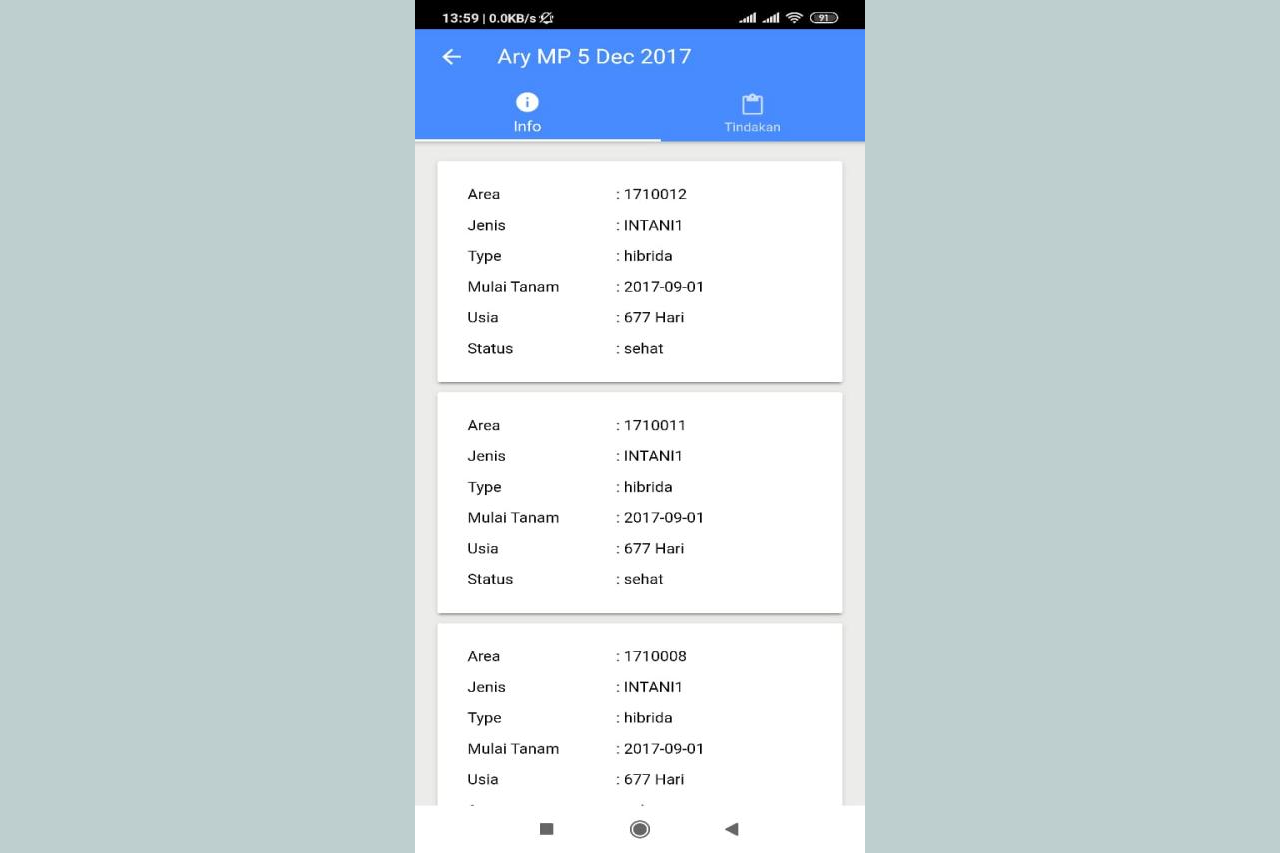 13:59 | 0.0KB/s
91
Ary MP 5 Dec 2017
Info
Tindakan
Area : 1710012
Jenis : INTANI1
Type : hibrida
Mulai Tanam : 2017-09-01
Usia : 677 Hari
Status : sehat
Area : 1710011
Jenis : INTANI1
Type : hibrida
Mulai Tanam : 2017-09-01
Usia : 677 Hari
Status : sehat
Area : 1710008
Jenis : INTANI1
Type : hibrida
Mulai Tanam : 2017-09-01
Usia : 677 Hari